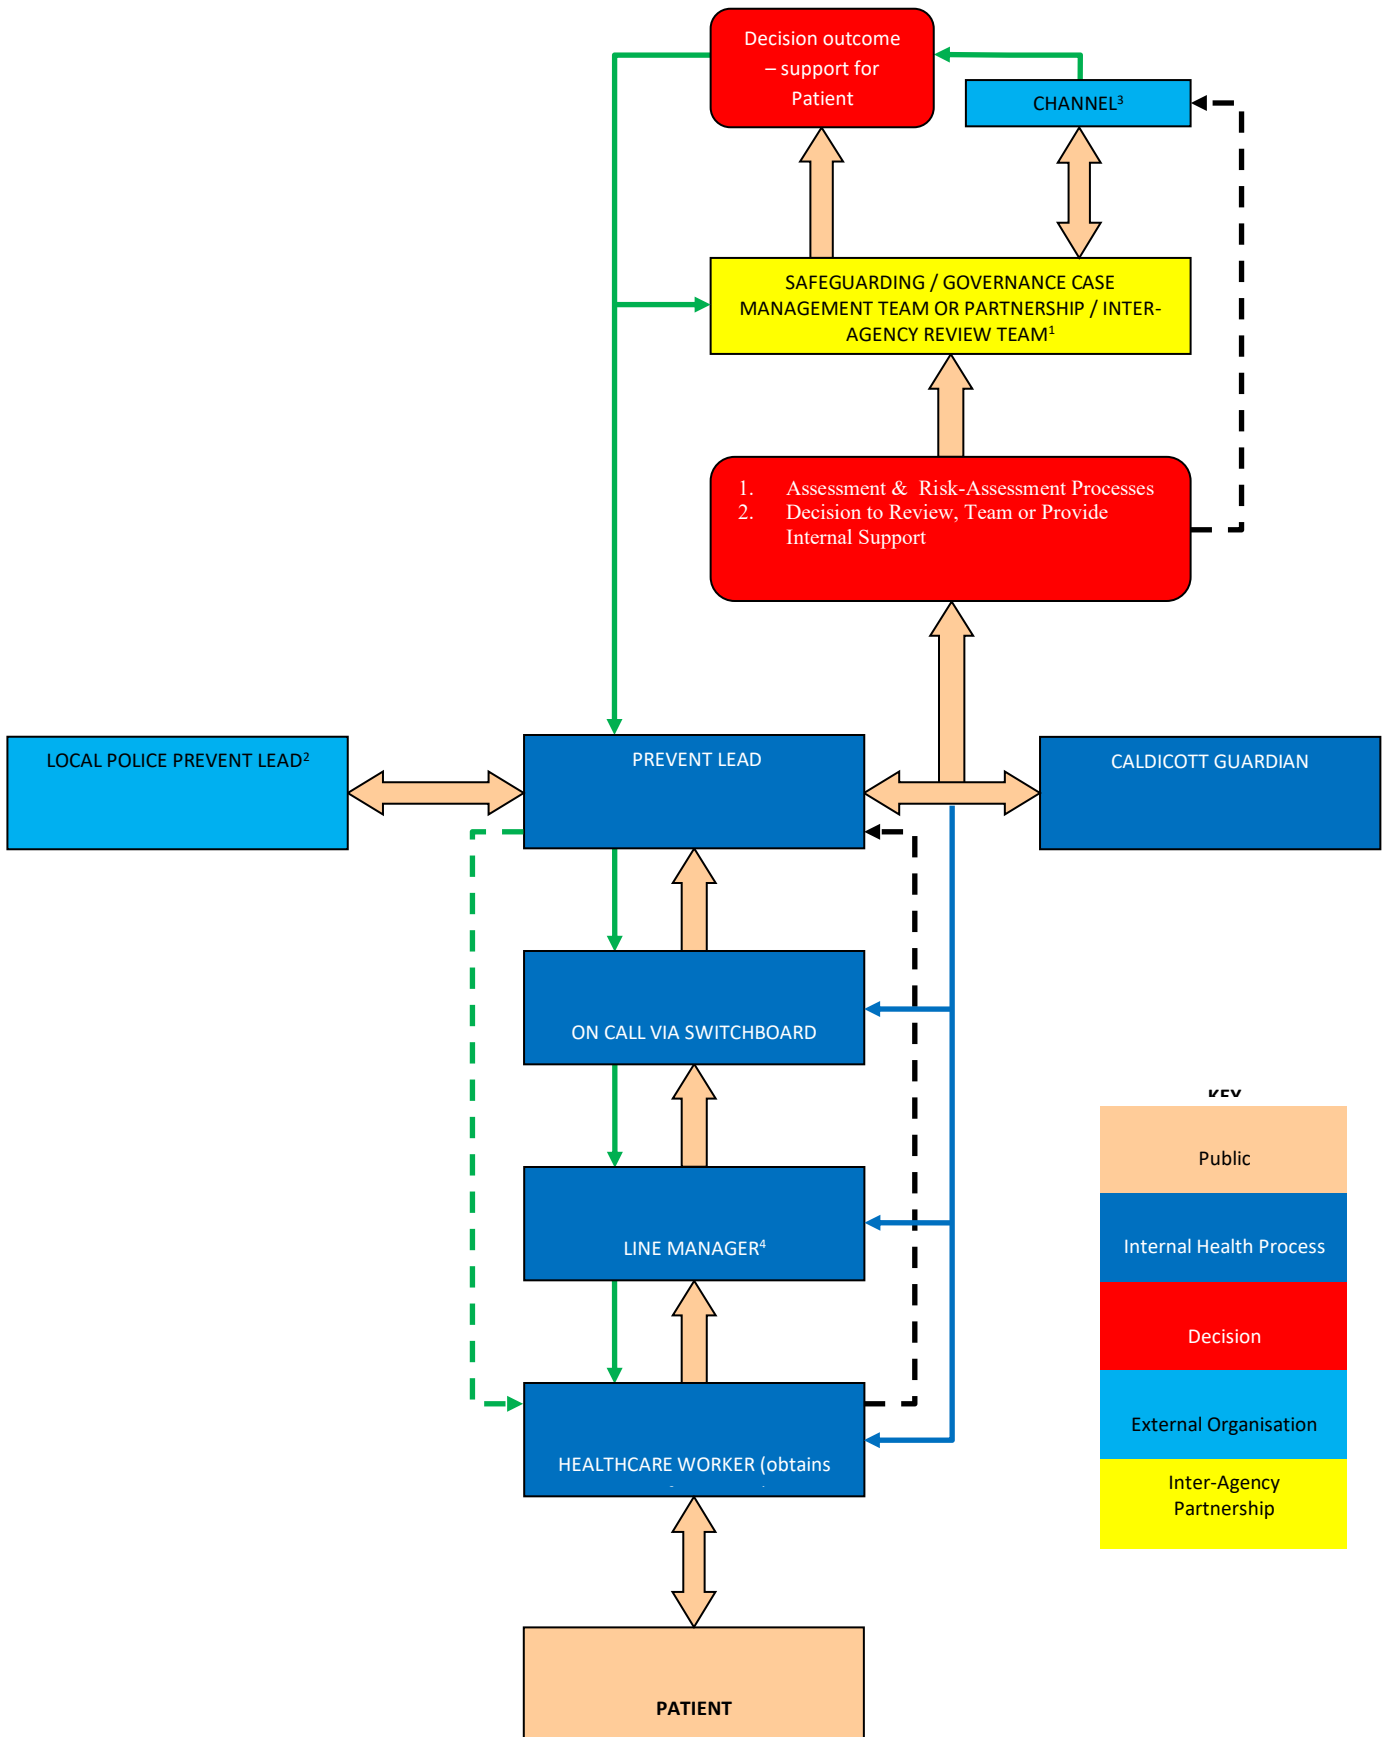 Decision outcome
– support for
Patient
CHANNEL³
SAFEGUARDING / GOVERNANCE CASE
MANAGEMENT TEAM OR PARTNERSHIP / INTER-
AGENCY REVIEW TEAM¹
1. Assessment & Risk-Assessment Processes
2. Decision to Review, Team or Provide
Internal Support
LOCAL POLICE PREVENT LEAD²
PREVENT LEAD
CALDICOTT GUARDIAN
ON CALL VIA SWITCHBOARD
LINE MANAGER⁴
HEALTHCARE WORKER (obtains
PATIENT
KEY
Public
Internal Health Process
Decision
External Organisation
Inter-Agency
Partnership